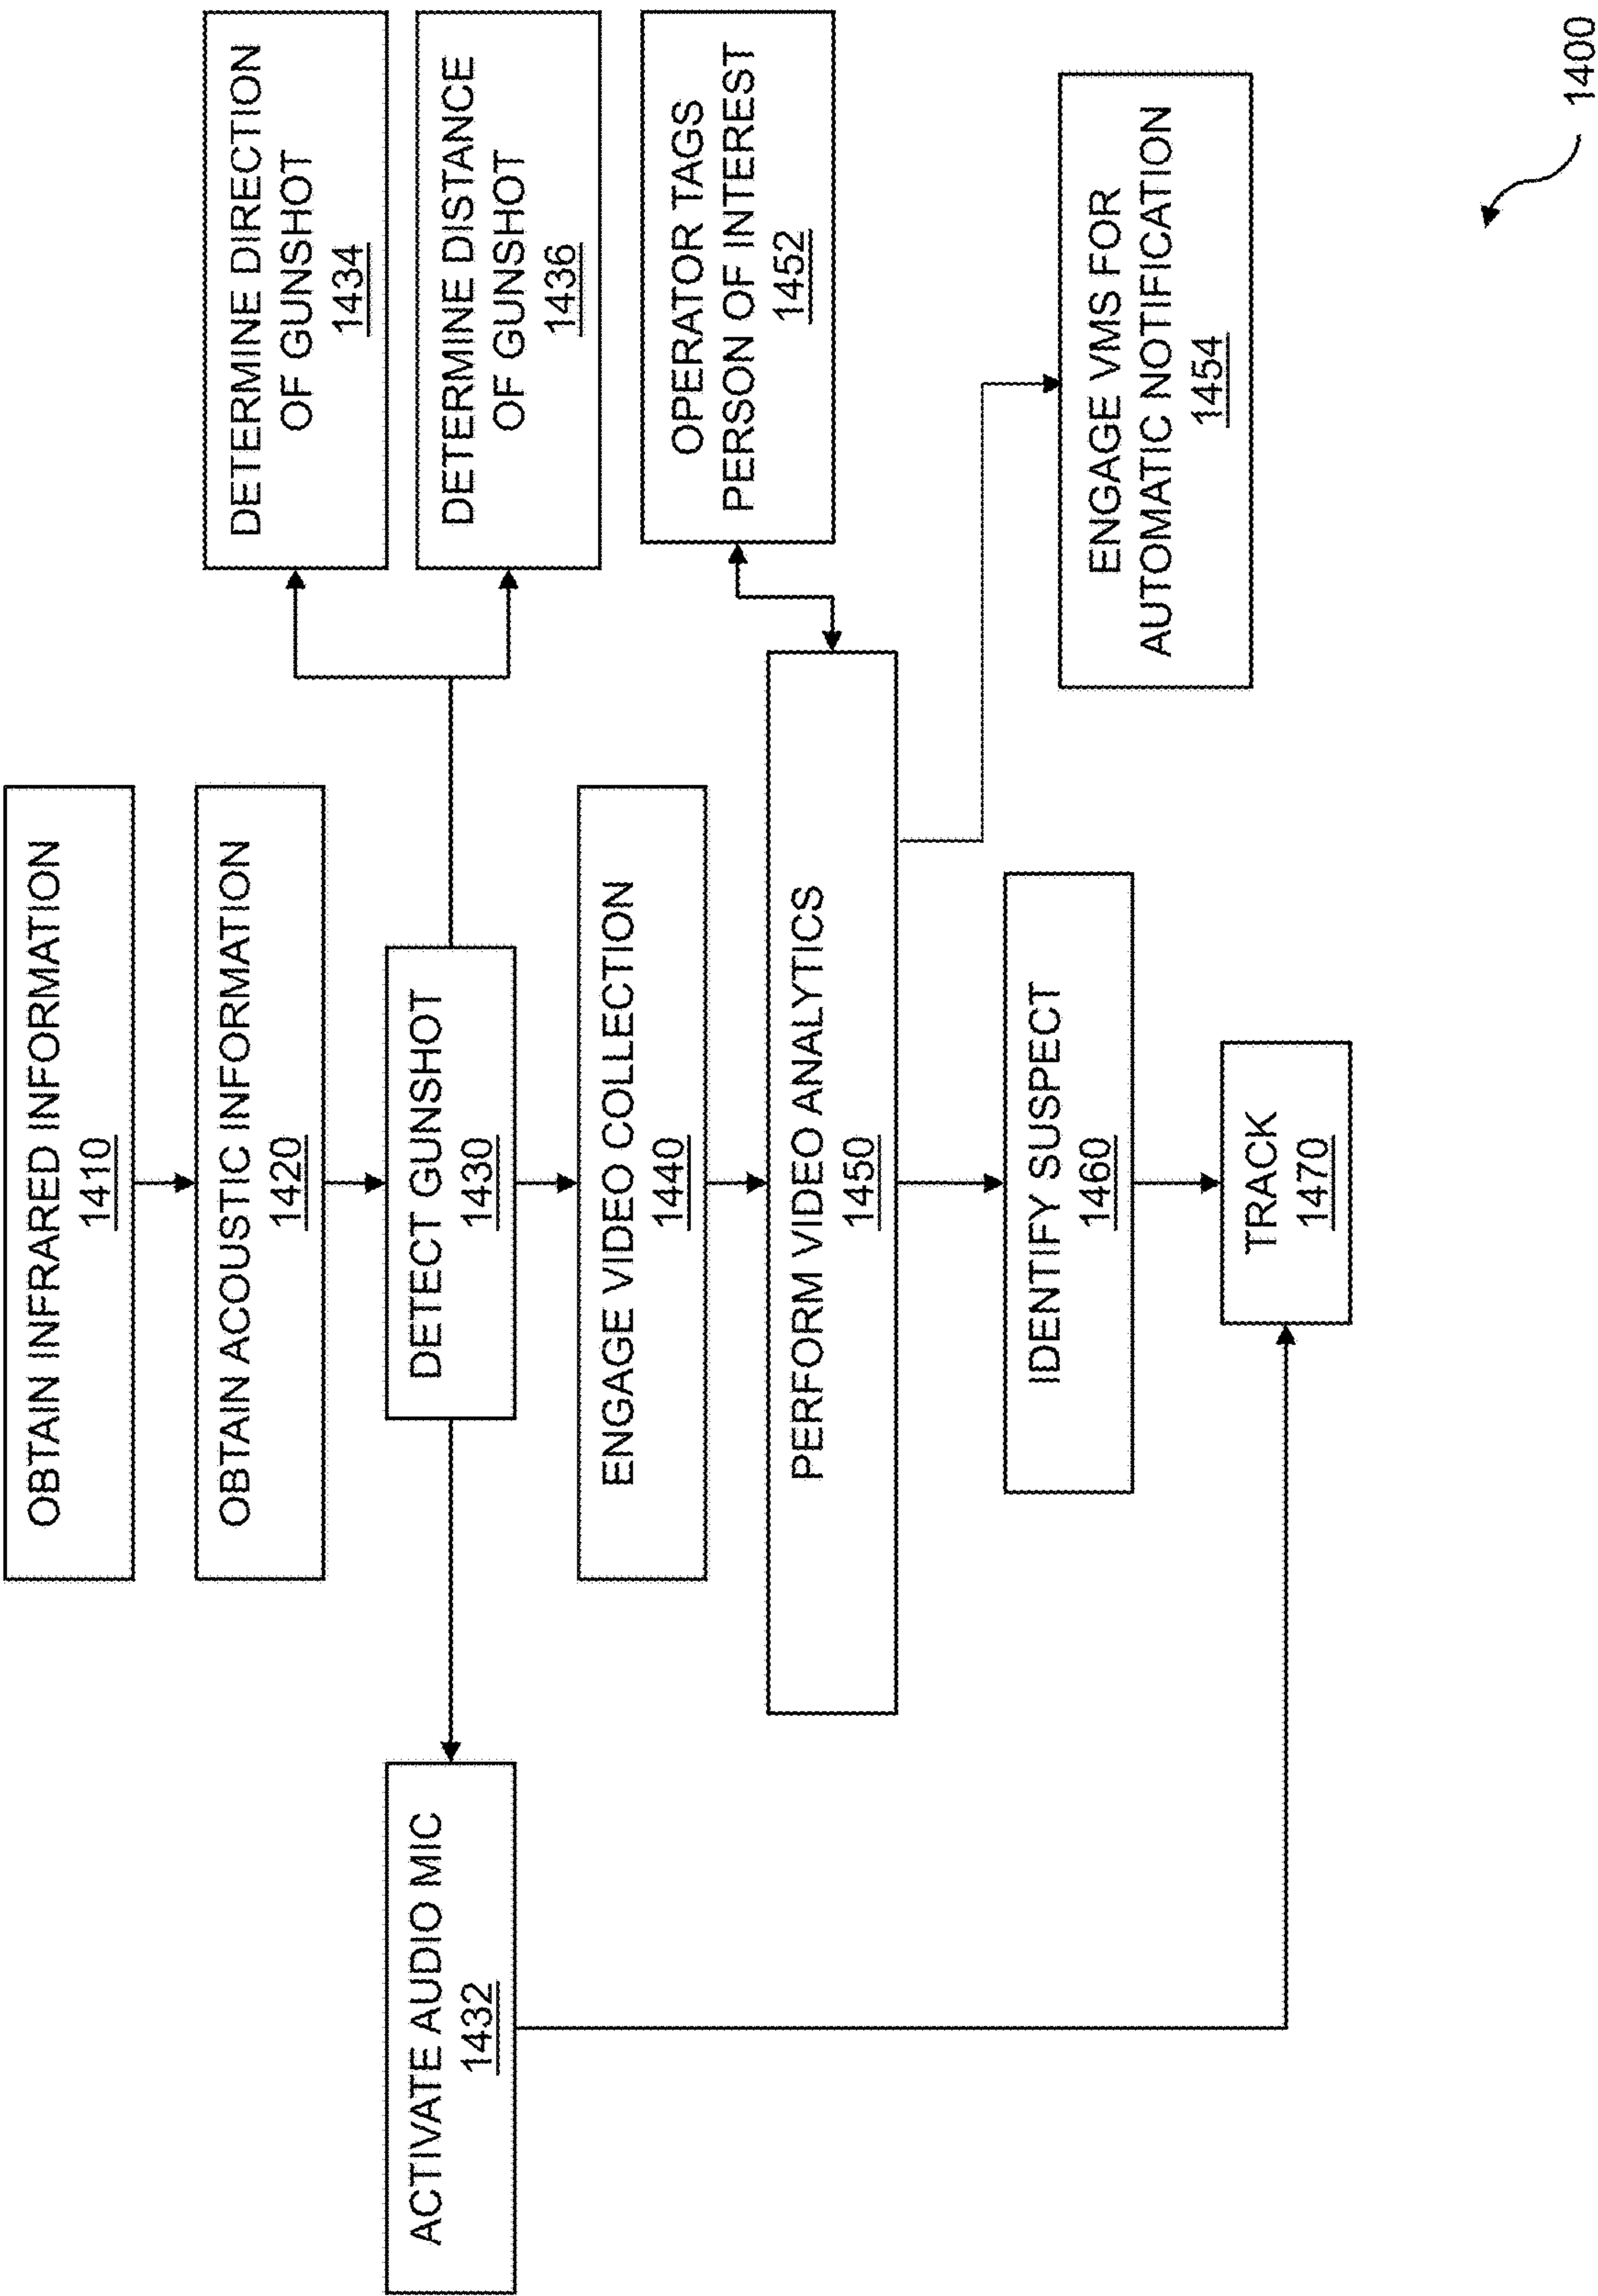 OBTAIN INFRARED INFORMATION
1410
OBTAIN ACOUSTIC INFORMATION
1420
DETECT GUNSHOT
1430
ACTIVATE AUDIO MIC
1432
DETERMINE DIRECTION
OF GUNSHOT
1434
DETERMINE DISTANCE
OF GUNSHOT
1436
ENGAGE VIDEO COLLECTION
1440
PERFORM VIDEO ANALYTICS
1450
OPERATOR TAGS
PERSON OF INTEREST
1452
ENGAGE VMS FOR
AUTOMATIC NOTIFICATION
1454
IDENTIFY SUSPECT
1460
TRACK
1470
1400